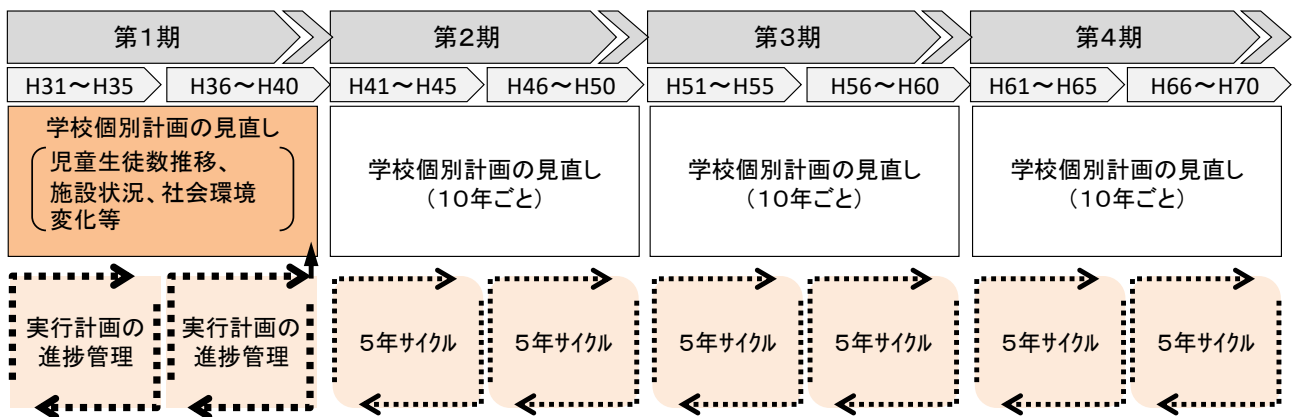 第1期
第2期
第3期
第4期
H31～H35
H36～H40
H41～H45
H46～H50
H51～H55
H56～H60
H61～H65
H66～H70
学校個別計画の見直し
児童生徒数推移、
施設状況、社会環境
変化等
学校個別計画の見直し
（10年ごと）
学校個別計画の見直し
（10年ごと）
学校個別計画の見直し
（10年ごと）
実行計画の
進捗管理
実行計画の
進捗管理
5年ｻｲｸﾙ
5年ｻｲｸﾙ
5年ｻｲｸﾙ
5年ｻｲｸﾙ
5年ｻｲｸﾙ
5年ｻｲｸﾙ